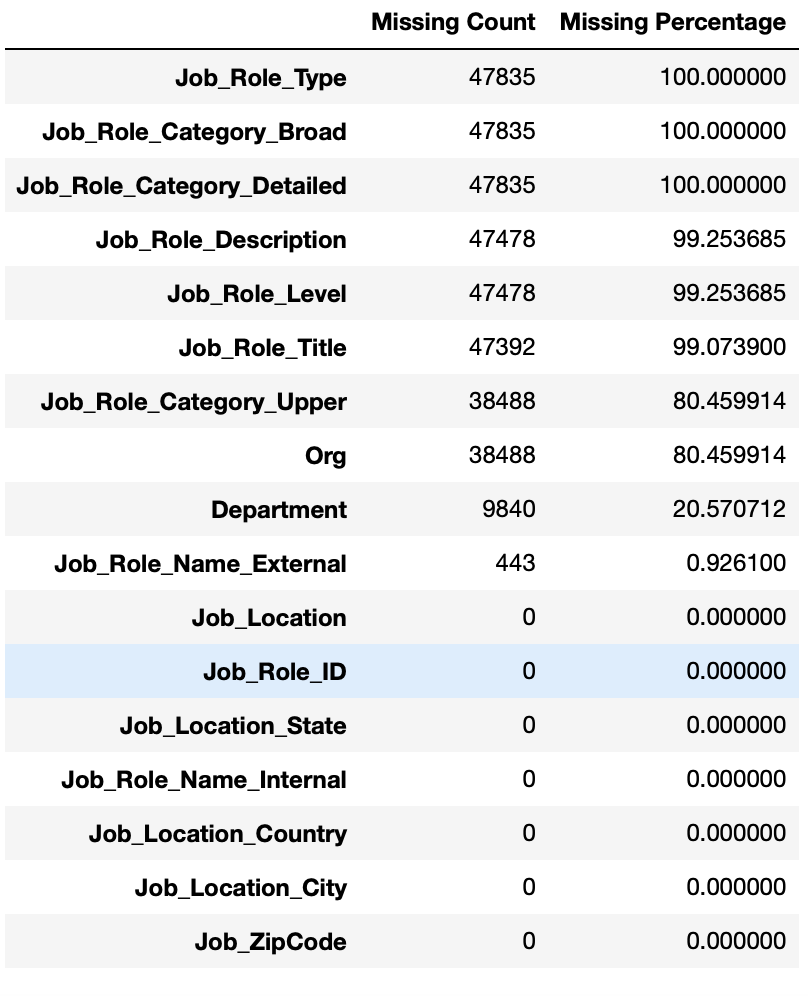 Missing Count Missing Percentage
Job_Role_Type 47835 100.000000
Job_Role_Category_Broad 47835 100.000000
Job_Role_Category_Detailed 47835 100.000000
Job_Role_Description 47478 99.253685
Job_Role_Level 47478 99.253685
Job_Role_Title 47392 99.073900
Job_Role_Category_Upper 38488 80.459914
Org 38488 80.459914
Department 9840 20.570712
Job_Role_Name_External 443 0.926100
Job_Location 0 0.000000
Job_Role_ID 0 0.000000
Job_Location_State 0 0.000000
Job_Role_Name_Internal 0 0.000000
Job_Location_Country 0 0.000000
Job_Location_City 0 0.000000
Job_ZipCode 0 0.000000